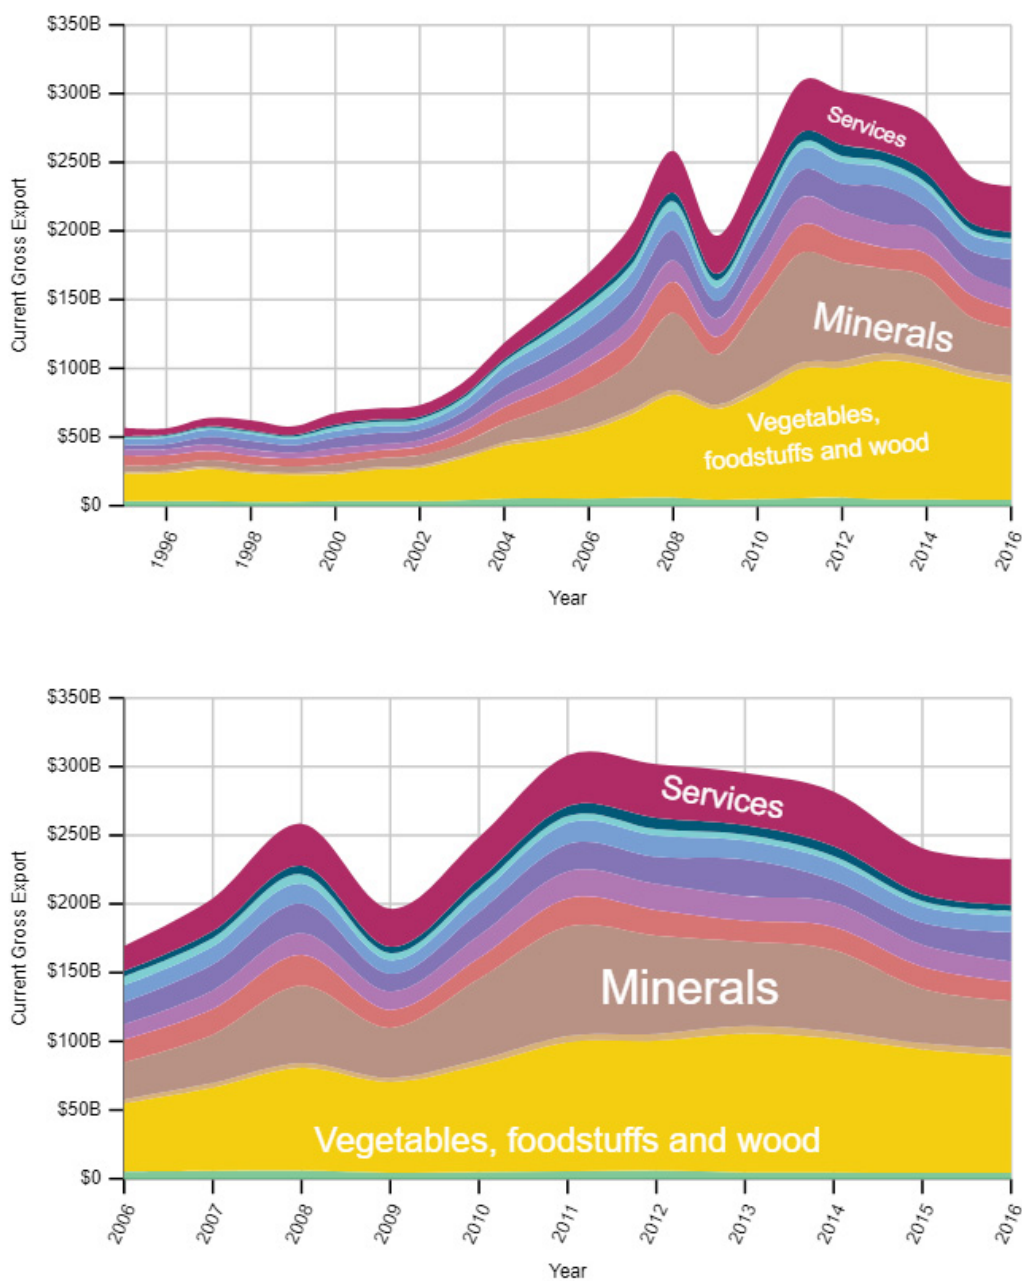 $350B
$300B
$250B
$200B
$150B
$100B
$50B
$0
Current Gross Export
Services
Minerals
Vegetables,
foodstuffs and wood
1996
1998
2000
2002
2004
2006
2008
2010
2012
2014
2016
Year
$350B
$300B
$250B
$200B
$150B
$100B
$50B
$0
Current Gross Export
Services
Minerals
Vegetables, foodstuffs and wood
2006
2007
2008
2009
2010
2011
2012
2013
2014
2015
2016
Year